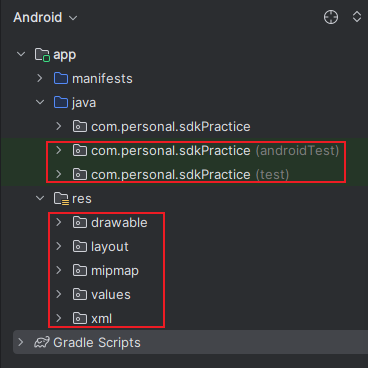 Android
app
manifests
java
com.personal.sdkPractice
com.personal.sdkPractice (androidTest)
com.personal.sdkPractice (test)
res
drawable
layout
mipmap
values
xml
Gradle Scripts